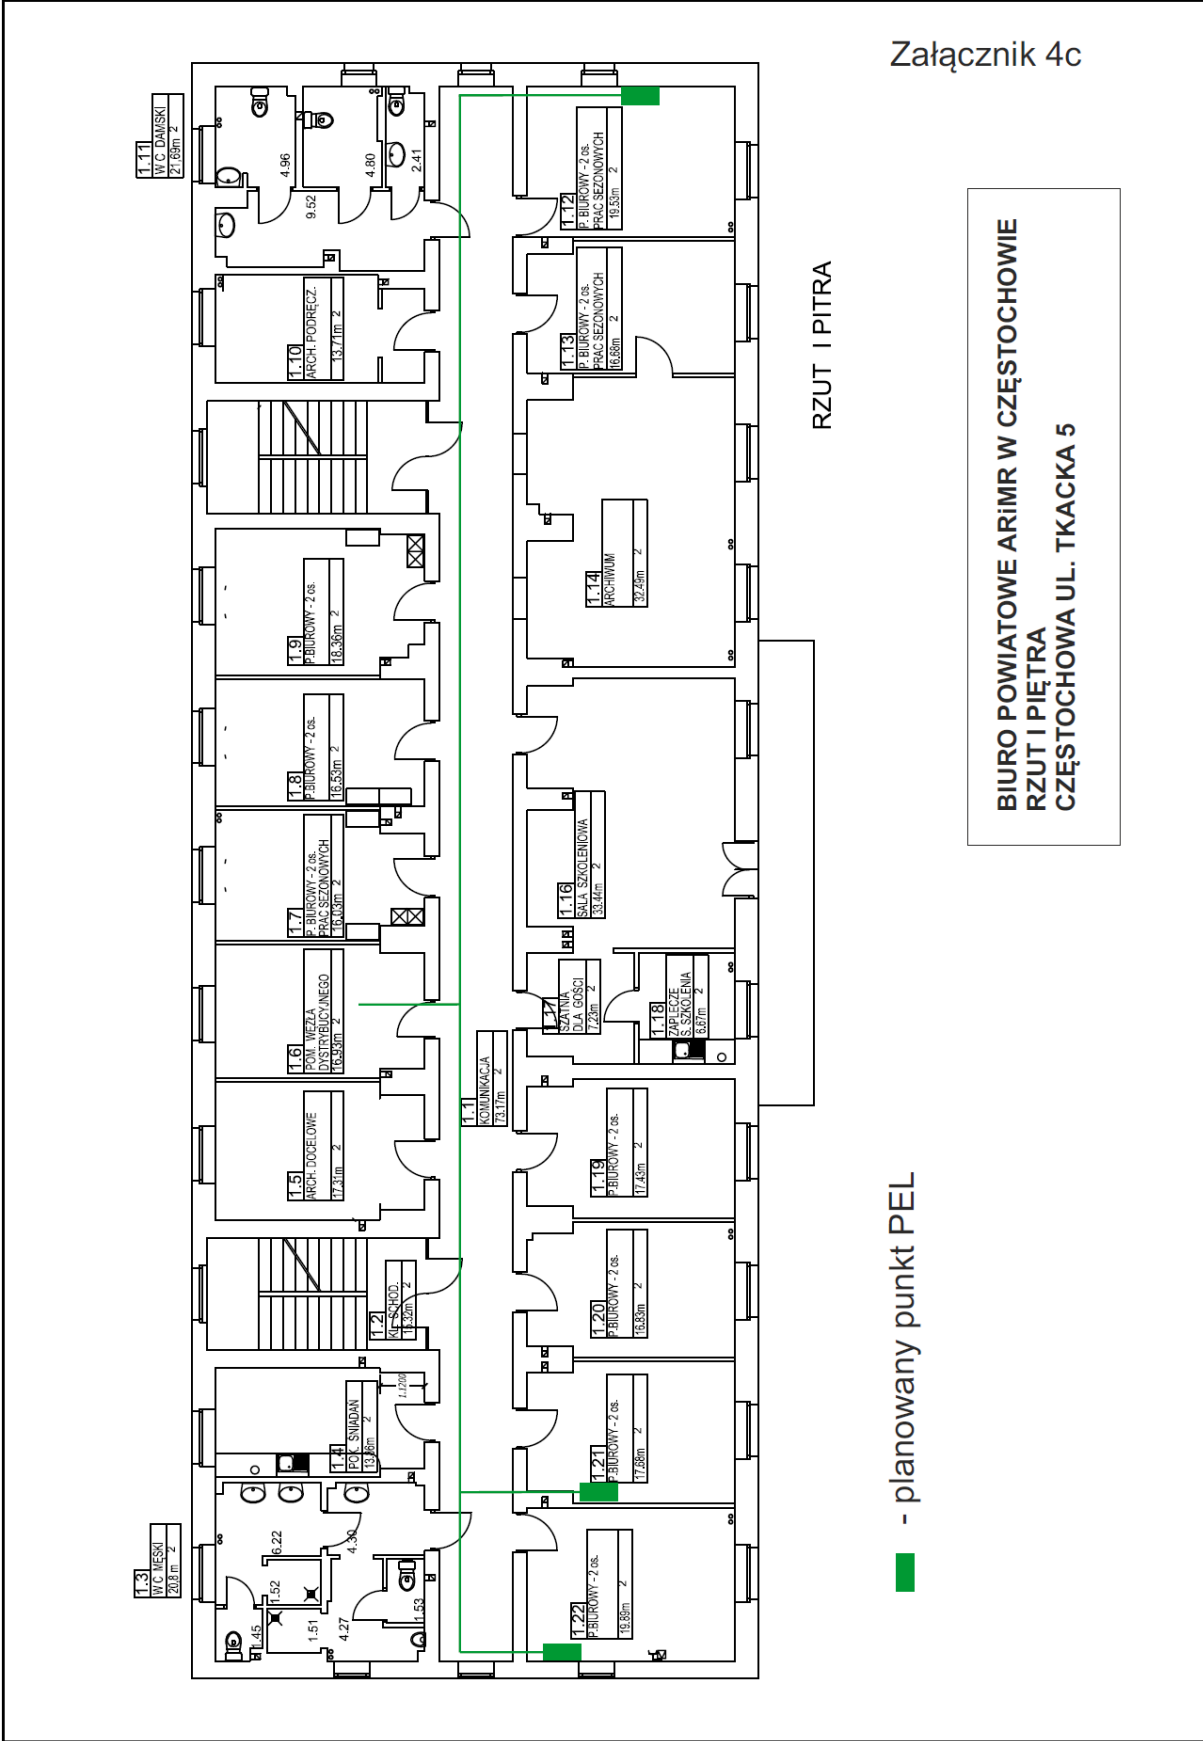 Załącznik 4c
BIURO POWIATOWE ARiMR W CZĘSTOCHOWIE
RZUT I PIĘTRA
CZĘSTOCHOWA UL. TKACKA 5
RZUT I PITRA
- planowany punkt PEL
1.11
W C DAMSKI
21,69m 2
4.96
4.80
2.41
9.52
1.10
ARCH. PODRĘCZ.
13.71m 2
1.9
P.BIUROWY - 2 os.
18.36m 2
1.8
P.BIUROWY - 2 os.
16.53m 2
1.7
P. BIUROWY - 2 os.
PRAC SEZONOWYCH
16.03m 2
1.6
POM. WĘZŁA
DYSTRYBUCYJNEGO
16.93m 2
1.5
ARCH. DOCELOWE
17.31m 2
1.2
KL. SCHOD.
15.32m 2
1.4
POK. ŚNIADAŃ
13.36m 2
1.3
W C MĘSKI
20.8 m 2
6.22
4.30
1.52
1.45
1.51
4.27
1.53
1.1
KOMUNIKACJA
73.17m 2
1.12
P. BIUROWY - 2 os.
PRAC SEZONOWYCH
19.53m 2
1.13
P. BIUROWY - 2 os.
PRAC SEZONOWYCH
16.68m 2
1.14
ARCHIWUM
32.49m 2
1.16
SALA SZKOLENIOWA
33.44m 2
1.17
SZATNIA
DLA GOŚCI
7.23m 2
1.18
ZAPLECZE
S. SZKOLENIA
6.67m 2
1.19
P.BIUROWY - 2 os.
17.43m 2
1.20
P.BIUROWY - 2 os.
16.83m 2
1.21
P.BIUROWY - 2 os.
17.68m 2
1.22
P.BIUROWY - 2 os.
19.89m 2